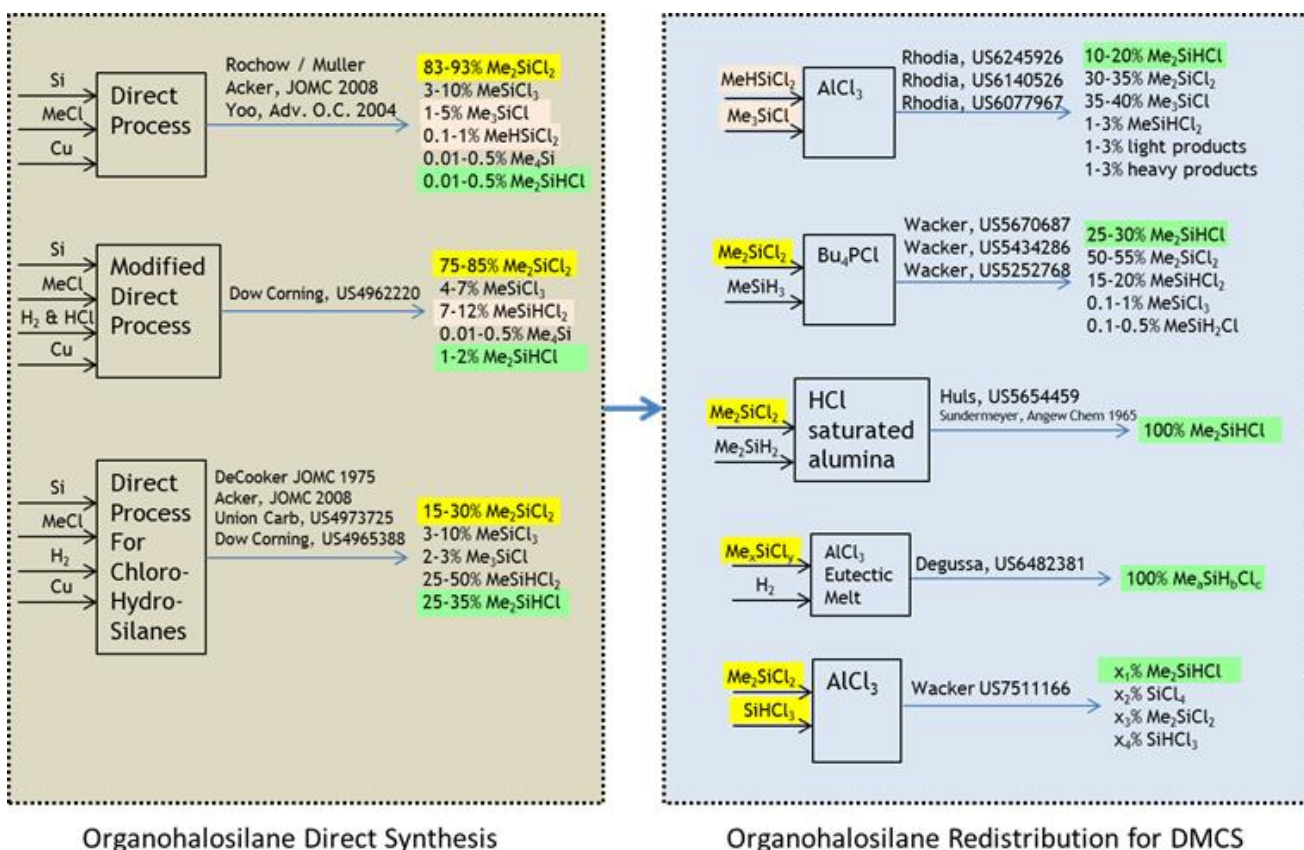 Si
MeCl
Cu
Direct
Process
Rochow / Muller
Acker, JOMC 2008
Yoo, Adv. O.C. 2004
83-93% Me₂SiCl₂
3-10% MeSiCl₃
1-5% Me₃SiCl
0.1-1% MeHSiCl₂
0.01-0.5% Me₄Si
0.01-0.5% Me₂SiHCl
Si
MeCl
H₂ & HCl
Cu
Modified
Direct
Process
Dow Corning, US4962220
75-85% Me₂SiCl₂
4-7% MeSiCl₃
7-12% MeSiHCl₂
0.01-0.5% Me₄Si
1-2% Me₂SiHCl
Si
MeCl
H₂
Cu
Direct
Process
For
Chloro-
Hydro-
Silanes
DeCooker JOMC 1975
Acker, JOMC 2008
Union Carb, US4973725
Dow Corning, US4965388
15-30% Me₂SiCl₂
3-10% MeSiCl₃
2-3% Me₃SiCl
25-50% MeSiHCl₂
25-35% Me₂SiHCl
Organohalosilane Direct Synthesis
MeHSiCl₂
Me₃SiCl
AlCl₃
Rhodia, US6245926
Rhodia, US6140526
Rhodia, US6077967
10-20% Me₂SiHCl
30-35% Me₂SiCl₂
35-40% Me₃SiCl
1-3% MeSiHCl₂
1-3% light products
1-3% heavy products
Me₂SiCl₂
MeSiH₃
Bu₄PCl
Wacker, US5670687
Wacker, US5434286
Wacker, US5252768
25-30% Me₂SiHCl
50-55% Me₂SiCl₂
15-20% MeSiHCl₂
0.1-1% MeSiCl₃
0.1-0.5% MeSiH₂Cl
Me₂SiCl₂
Me₂SiH₂
HCl
saturated
alumina
Huls, US5654459
Sundermeyer, Angew Chem 1965
100% Me₂SiHCl
MeₓSiClᵧ
H₂
AlCl₃
Eutectic
Melt
Degussa, US6482381
100% MeₐSiH_bCl_c
Me₂SiCl₂
SiHCl₃
AlCl₃
Wacker US7511166
x₁% Me₂SiHCl
x₂% SiCl₄
x₃% Me₂SiCl₂
x₄% SiHCl₃
Organohalosilane Redistribution for DMCS